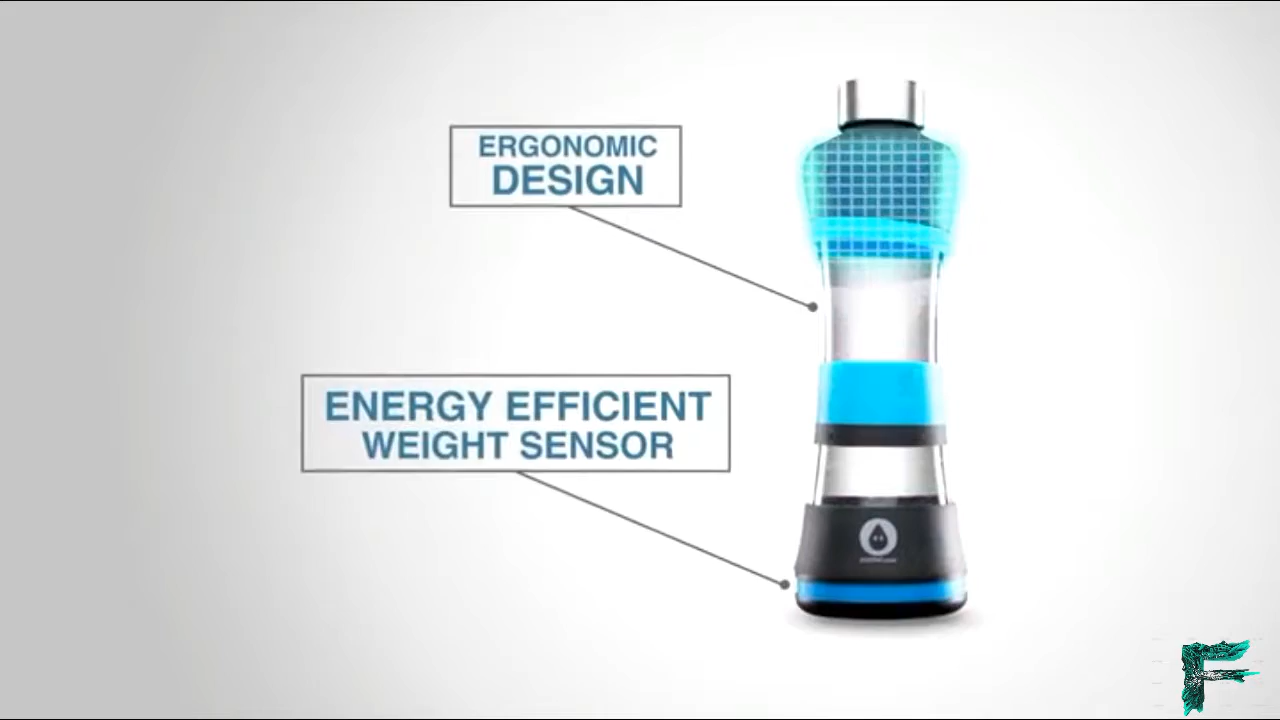 ERGONOMIC
DESIGN
ENERGY EFFICIENT
WEIGHT SENSOR
F